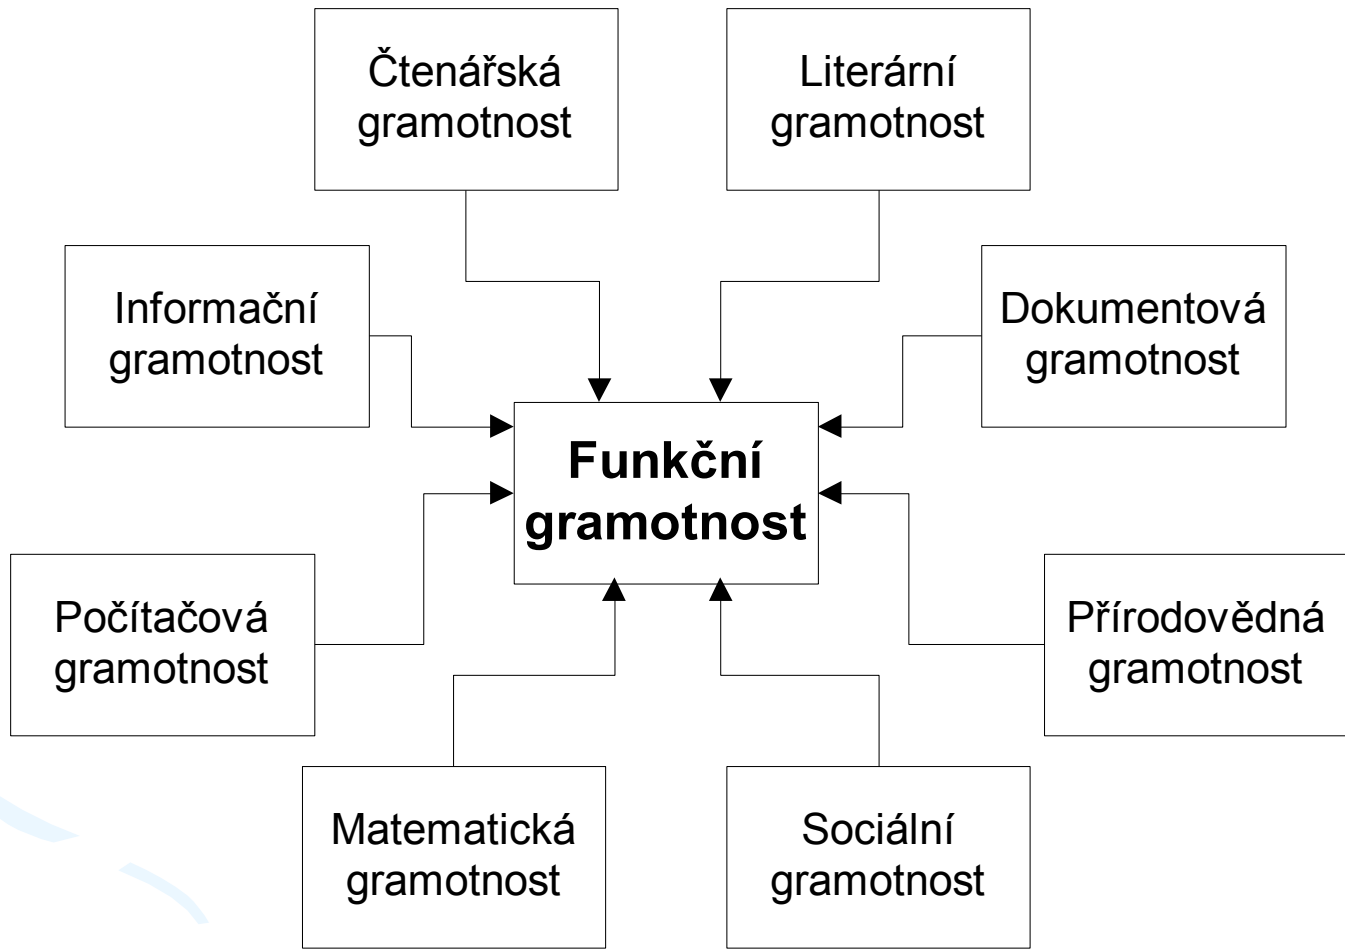 Čtenářská
gramotnost
Literární
gramotnost
Informační
gramotnost
Dokumentová
gramotnost
Funkční
gramotnost
Počítačová
gramotnost
Přírodovědná
gramotnost
Matematická
gramotnost
Sociální
gramotnost